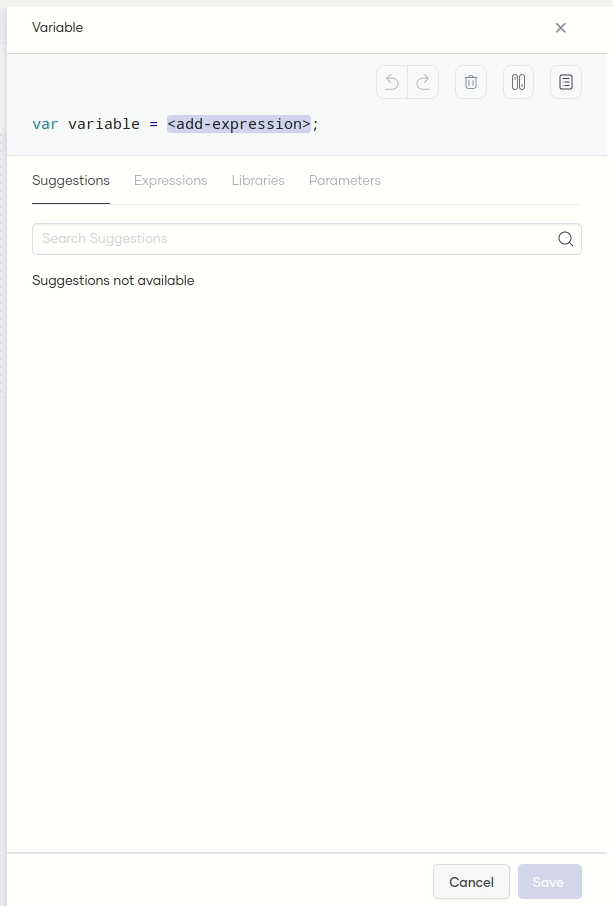 Variable
var variable = <add-expression>;
Suggestions Expressions Libraries Parameters
Search Suggestions
Suggestions not available
Cancel Save